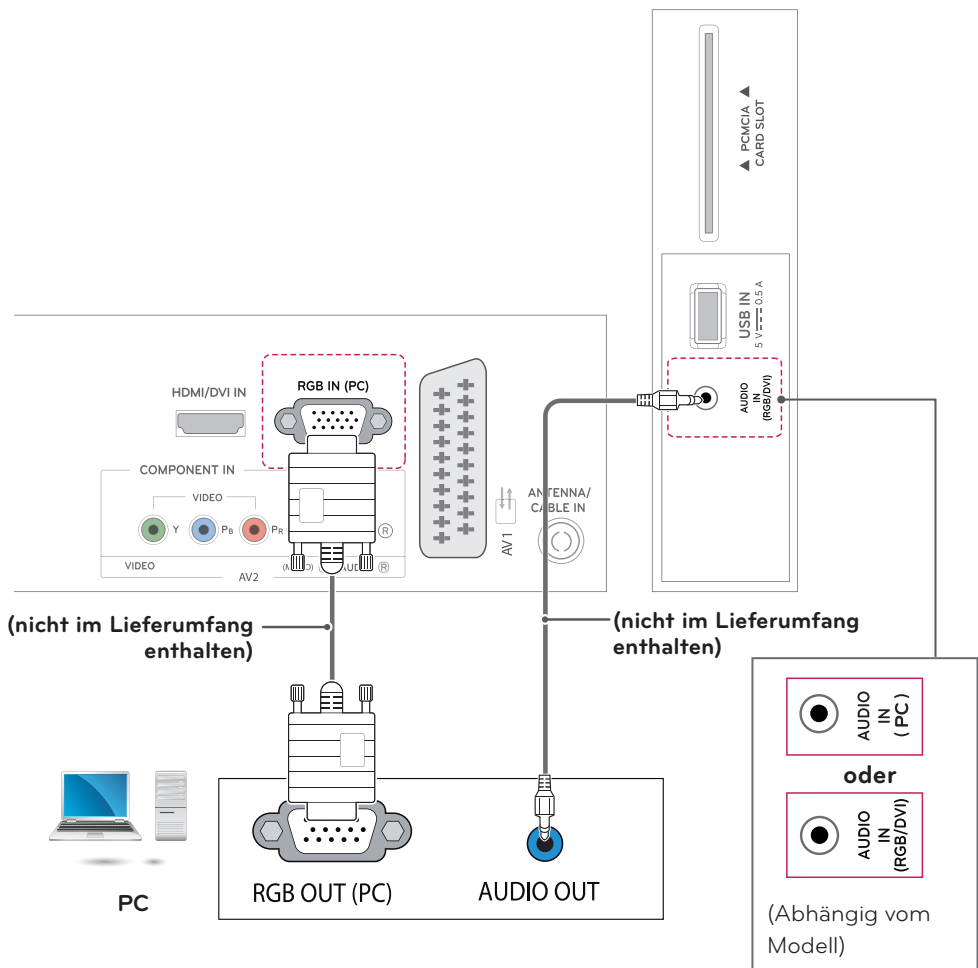 ▲ PCMCIA ▲
CARD SLOT
USB IN
5 V 0.5 A
AUDIO
IN
(RGB/DVI)
HDMI/DVI IN
RGB IN (PC)
COMPONENT IN
VIDEO
Y
PB
PR
R
VIDEO
AV2
R
AV1
ANTENNA/
CABLE IN
(nicht im Lieferumfang
enthalten)
(nicht im Lieferumfang
enthalten)
PC
RGB OUT (PC)
AUDIO OUT
AUDIO
IN
(PC)
oder
AUDIO
IN
(RGB/DVI)
(Abhängig vom
Modell)